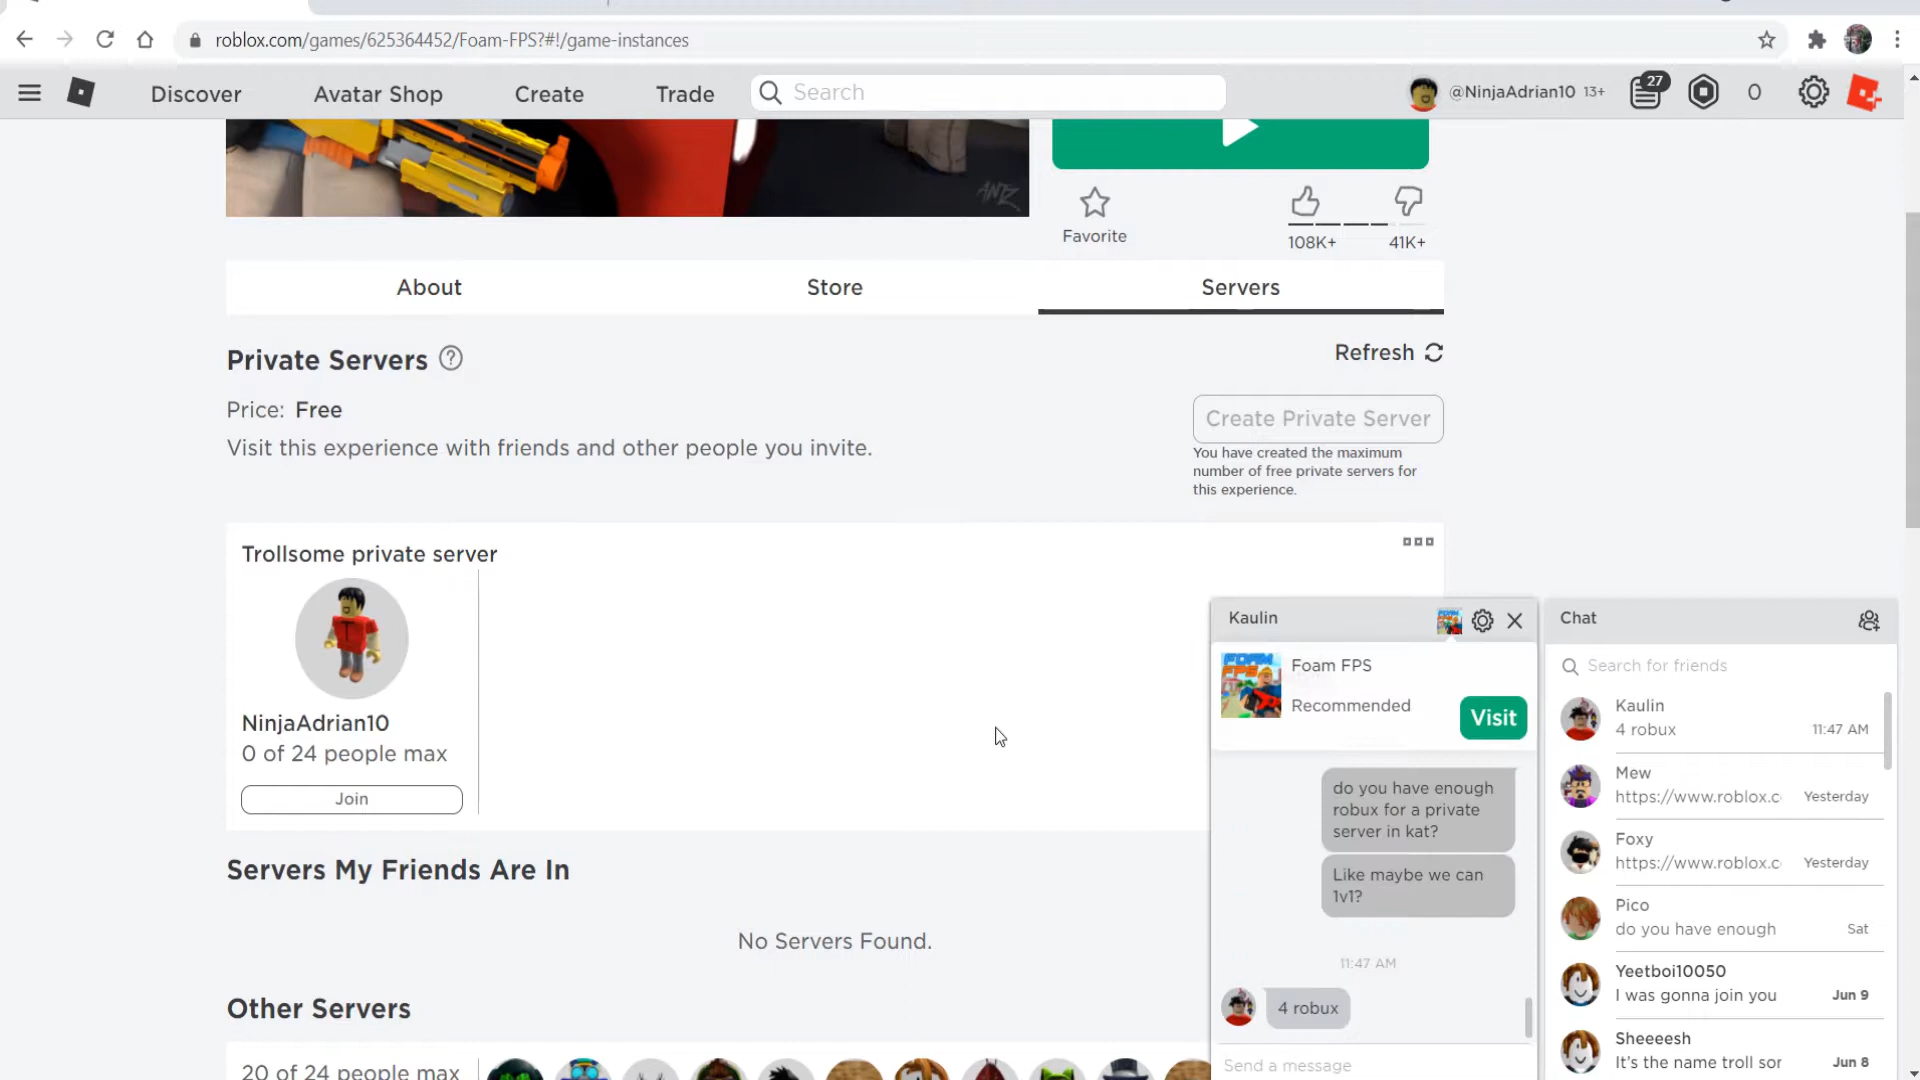 roblox.com/games/625364452/Foam-FPS?#!/game-instances
Discover
Avatar Shop
Create
Trade
Search
@NinjaAdrian10 13+
27
0
ANTZ
Favorite
108K+
41K+
About
Store
Servers
Private Servers
Refresh
Price: Free
Visit this experience with friends and other people you invite.
Create Private Server
You have created the maximum
number of free private servers for
this experience.
Trollsome private server
NinjaAdrian10
0 of 24 people max
Join
Servers My Friends Are In
No Servers Found.
Other Servers
20 of 24 people max
Kaulin
FOAM FPS
Foam FPS
Recommended
Visit
do you have enough
robux for a private
server in kat?
Like maybe we can
1v1?
11:47 AM
4 robux
Send a message
Chat
Search for friends
Kaulin
4 robux 11:47 AM
Mew
https://www.roblox.c Yesterday
Foxy
https://www.roblox.c Yesterday
Pico
do you have enough Sat
Yeetboi10050
I was gonna join you Jun 9
Sheeeesh
It's the name troll sor Jun 8